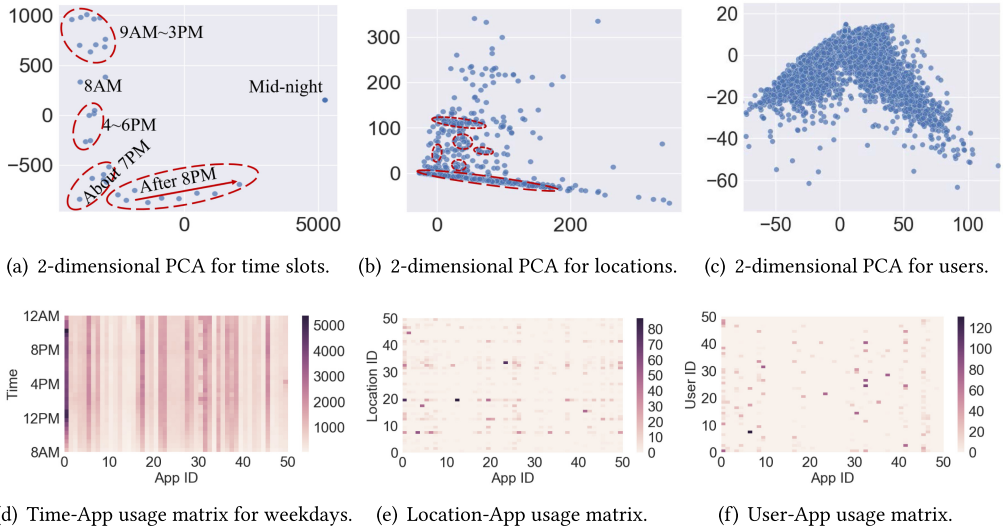 1000
500
0
−500
0
5000
9AM~3PM
8AM
4~6PM
About 7PM
After 8PM
Mid-night
300
200
100
0
0
200
20
0
−20
−40
−60
−50
0
50
100
(a) 2-dimensional PCA for time slots.
(b) 2-dimensional PCA for locations.
(c) 2-dimensional PCA for users.
12AM
8PM
4PM
12PM
8AM
Time
0 10 20 30 40 50
App ID
5000
4000
3000
2000
1000
50
40
30
20
10
0
Location ID
0 10 20 30 40 50
App ID
80
70
60
50
40
30
20
10
0
50
40
30
20
10
0
User ID
0 10 20 30 40 50
App ID
120
100
80
60
40
20
0
d) Time-App usage matrix for weekdays.
(e) Location-App usage matrix.
(f) User-App usage matrix.